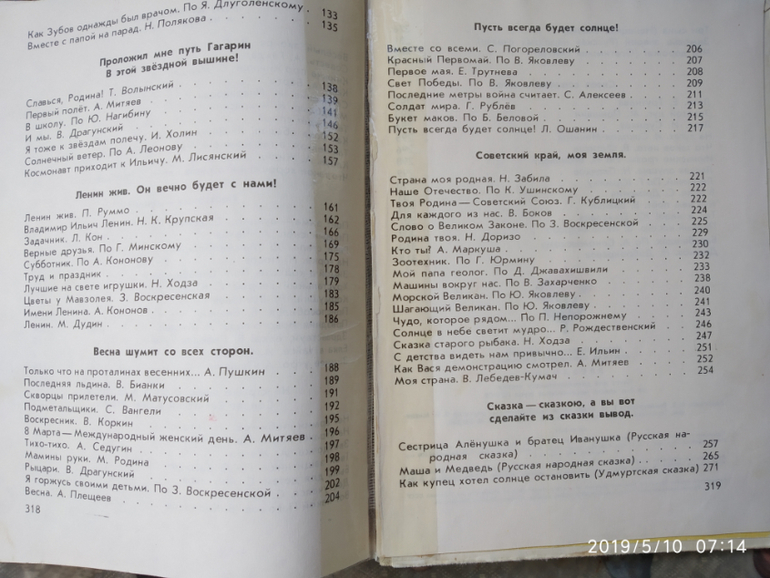 Как Зубов однажды был врачом. По Я. Длуголенскому . 133
Вместе с папой на парад. Н. Полякова . . . 135
Проложил мне путь Гагарин
В этой звёздной вышине!
Славься, Родина! Т. Волынский . . . 138
Первый полёт. А. Митяев . . . 139
В школу. По Ю. Нагибину . . . 141
И мы. В. Драгунский . . . 146
Я тоже к звёздам полечу. И. Холин . . . 152
Солнечный ветер. По А. Леонову . . . 153
Космонавт приходит к Ильичу. М. Лисянский . . . 157
Ленин жив. Он вечно будет с нами!
Ленин жив. П. Руммо . . . 161
Владимир Ильич Ленин. Н. К. Крупская . . . 162
Задачник. Л. Кон . . . 166
Верные друзья. По Г. Минскому . . . 169
Субботник. По А. Кононову . . . 175
Труд и праздник . . . 178
Лучшие на свете игрушки. Н. Ходза . . . 179
Цветы у Мавзолея. З. Воскресенская . . . 183
Имени Ленина. А. Кононов . . . 185
Ленин. М. Дудин . . . 186
Весна шумит со всех сторон.
Только что на проталинах весенних... А. Пушкин . 188
Последняя льдина. В. Бианки . . . 189
Скворцы прилетели. М. Матусовский . . . 191
Подметальщики. С. Вангели . . . 192
Воскресник. В. Коркин . . . 195
8 Марта — Международный женский день. А. Митяев . 196
Тихо-тихо. А. Седугин . . . 197
Мамины руки. М. Родина . . . 198
Рыцари. В. Драгунский . . . 199
Я горжусь своими детьми. По З. Воскресенской . . . 202
Весна. А. Плещеев . . . 204
318
Пусть всегда будет солнце!
Вместе со всеми. С. Погореловский . . . 206
Красный Первомай. По В. Яковлеву . . . 207
Первое мая. Е. Трутнева . . . 208
Свет Победы. По В. Яковлеву . . . 209
Последние метры война считает. С. Алексеев . . . 211
Солдат мира. Г. Рублёв . . . 213
Букет маков. По Б. Беловой . . . 215
Пусть всегда будет солнце! Л. Ошанин . . . 217
Советский край, моя земля.
Страна моя родная. Н. Забила . . . 221
Наше Отечество. По К. Ушинскому . . . 222
Твоя Родина — Советский Союз. Г. Кублицкий . . . 222
Для каждого из нас. В. Боков . . . 224
Слово о Великом Законе. По З. Воскресенской . . . 225
Родина твоя. Н. Доризо . . . 229
Кто ты? А. Маркуша . . . 230
Зоотехник. По Г. Юрмину . . . 232
Мой папа геолог. По Д. Джавахишвили . . . 233
Машины вокруг нас. По В. Захарченко . . . 238
Морской Великан. По Ю. Яковлеву . . . 240
Шагающий Великан. По Ю. Яковлеву . . . 241
Чудо, которое рядом... По П. Непорожнему . . . 243
Солнце в небе светит мудро... Р. Рождественский . 246
Сказка старого рыбака. Н. Ходза . . . 247
С детства видеть нам привычно... Е. Ильин . . . 251
Как Вася демонстрацию смотрел. А. Митяев . . . 252
Моя страна. В. Лебедев-Кумач . . . 254
Сказка — сказкою, а вы вот
сделайте из сказки вывод.
Сестрица Алёнушка и братец Иванушка (Русская на-
родная сказка) . . . 257
Маша и Медведь (Русская народная сказка) . . . 265
Как купец хотел солнце остановить (Удмуртская сказка) 271
319
2019/5/10 07:14